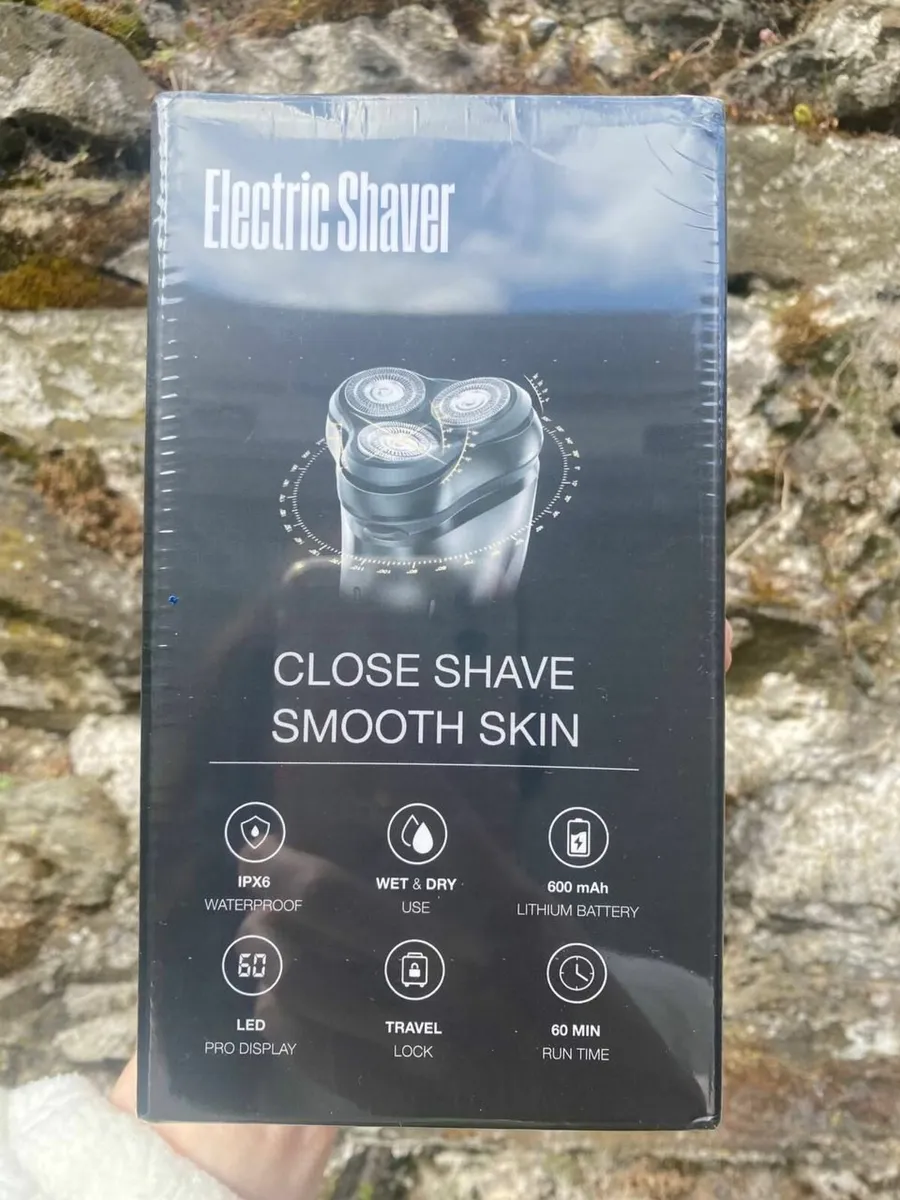 Electric Shaver
CLOSE SHAVE
SMOOTH SKIN
IPX6
WATERPROOF
WET & DRY
USE
600 mAh
LITHIUM BATTERY
60
LED
PRO DISPLAY
TRAVEL
LOCK
60 MIN
RUN TIME